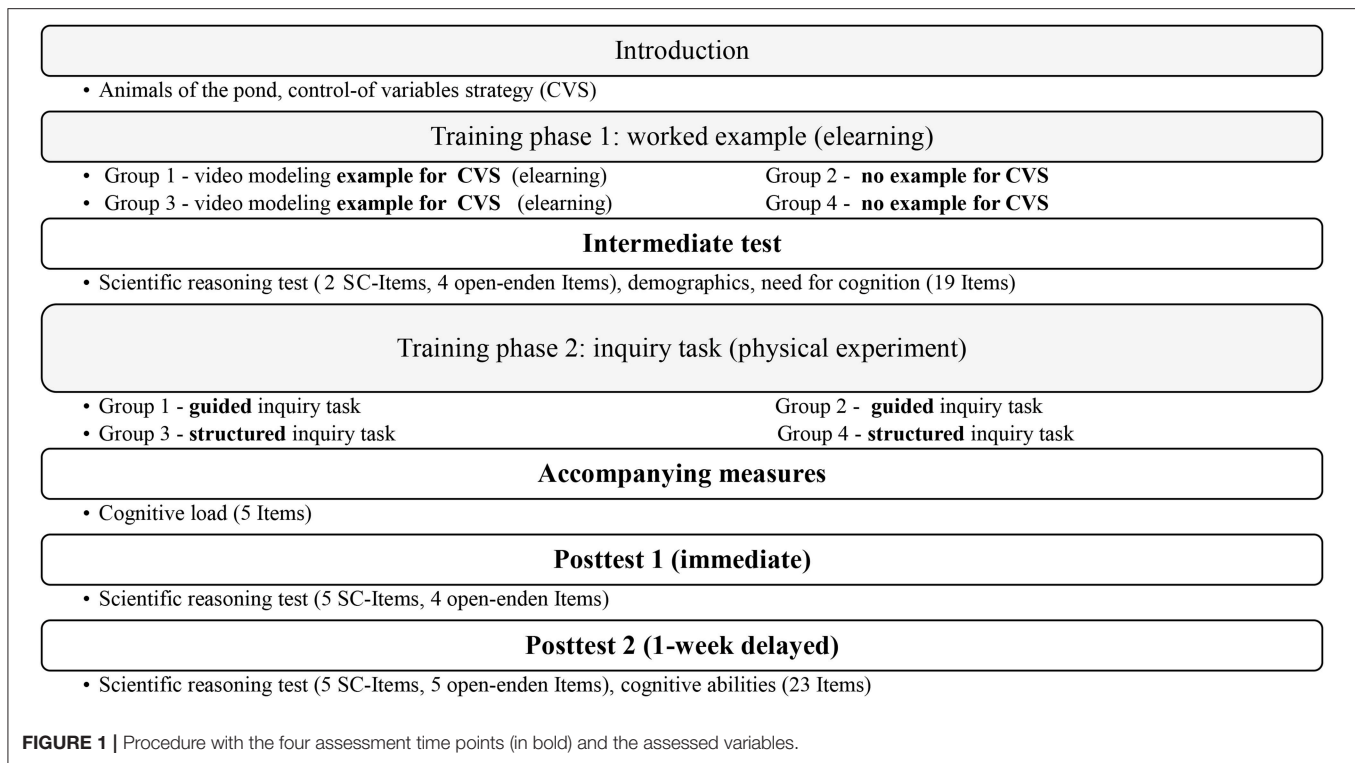 Introduction
• Animals of the pond, control-of variables strategy (CVS)
Training phase 1: worked example (elearning)
• Group 1 - video modeling example for CVS (elearning) Group 2 - no example for CVS
• Group 3 - video modeling example for CVS (elearning) Group 4 - no example for CVS
Intermediate test
• Scientific reasoning test (2 SC-Items, 4 open-enden Items), demographics, need for cognition (19 Items)
Training phase 2: inquiry task (physical experiment)
• Group 1 - guided inquiry task Group 2 - guided inquiry task
• Group 3 - structured inquiry task Group 4 - structured inquiry task
Accompanying measures
• Cognitive load (5 Items)
Posttest 1 (immediate)
• Scientific reasoning test (5 SC-Items, 4 open-enden Items)
Posttest 2 (1-week delayed)
• Scientific reasoning test (5 SC-Items, 5 open-enden Items), cognitive abilities (23 Items)
FIGURE 1 | Procedure with the four assessment time points (in bold) and the assessed variables.